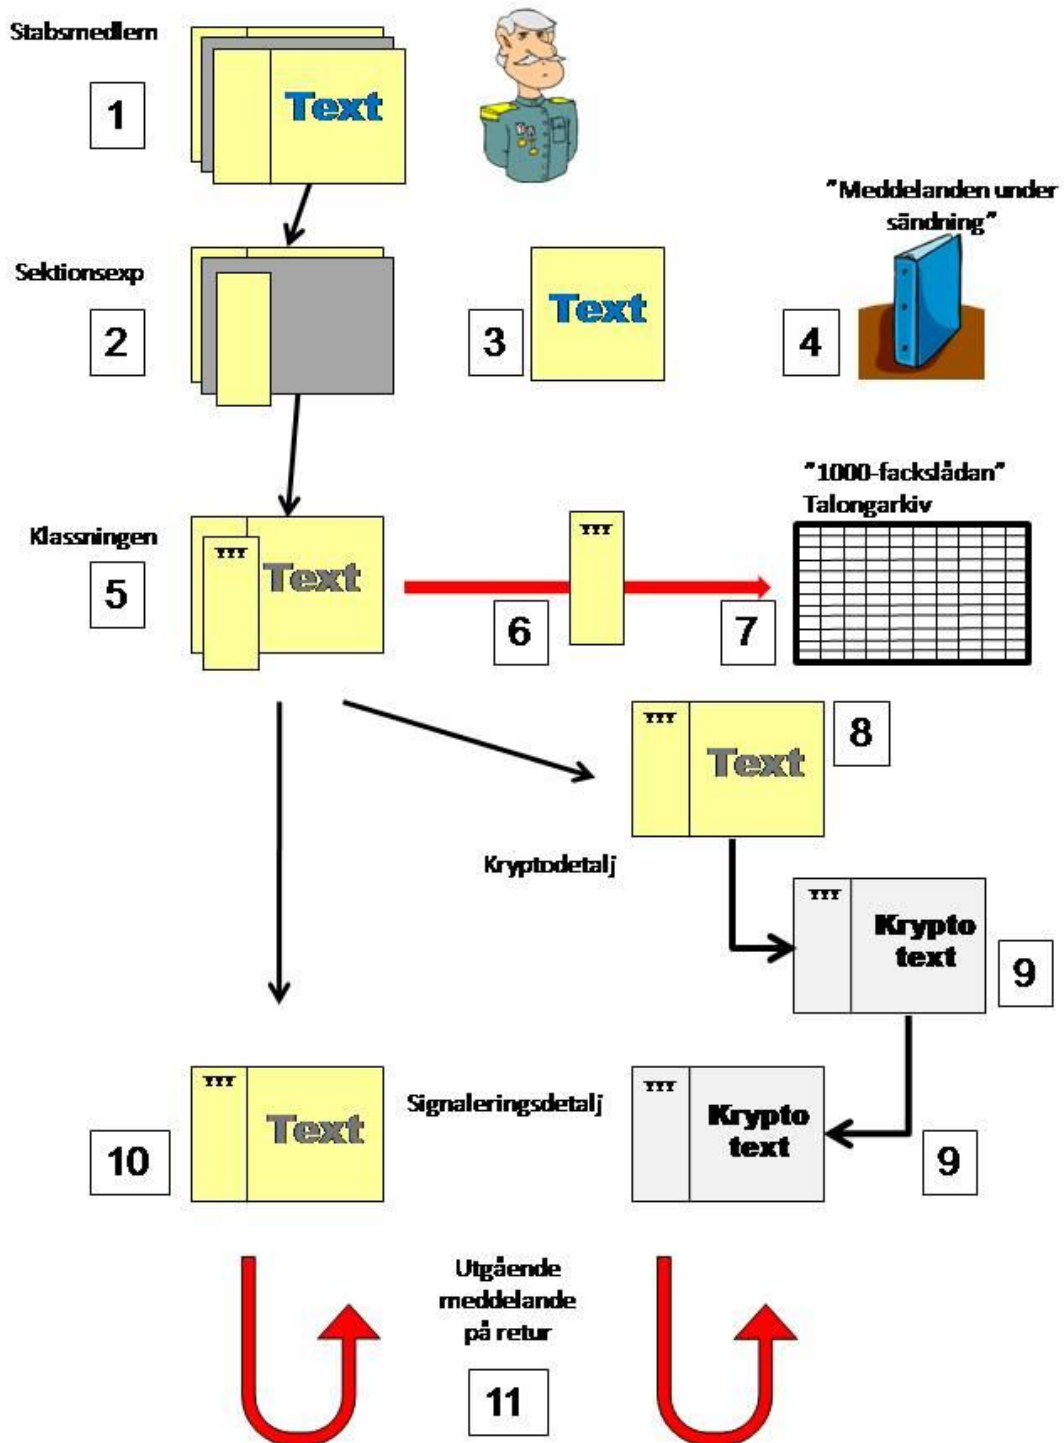 Stabsmedlem
1
Text
"Meddelanden under
sändning"
Sektionsexp
2
3
Text
4
"1000-fackslådan"
Talongarkiv
Klassningen
5
Text
6
7
8
Text
Kryptodetalj
Krypto
text
9
Signaleringsdetalj
10
Text
Krypto
text
9
Utgående
meddelande
på retur
11